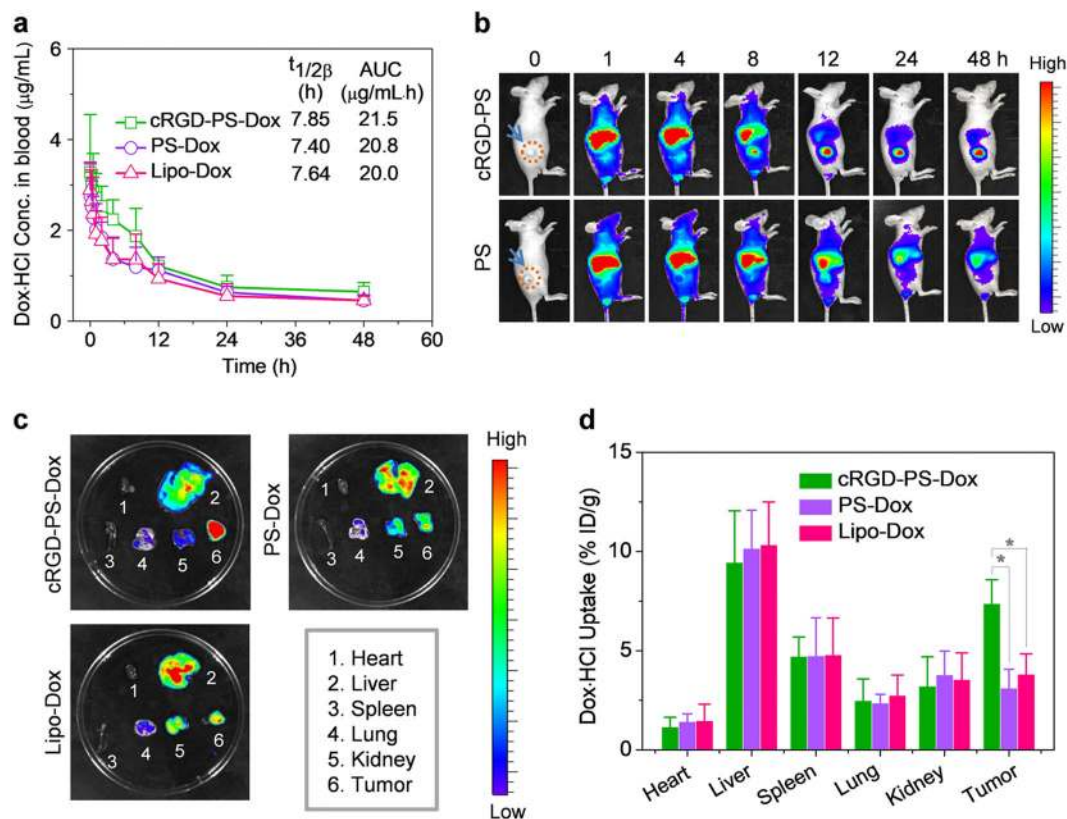 a
Dox·HCl Conc. in blood (μg/mL)
6
4
2
0
0 12 24 36 48 60
Time (h)
t1/2β AUC
(h) (μg/mL·h)
cRGD-PS-Dox 7.85 21.5
PS-Dox 7.40 20.8
Lipo-Dox 7.64 20.0
b
0 1 4 8 12 24 48 h
cRGD-PS
PS
High
Low
c
cRGD-PS-Dox
1 2
3 4 5 6
PS-Dox
1 2
3 4 5 6
Lipo-Dox
1 2
3 4 5 6
1. Heart
2. Liver
3. Spleen
4. Lung
5. Kidney
6. Tumor
High
Low
d
Dox·HCl Uptake (% ID/g)
15
10
5
0
cRGD-PS-Dox
PS-Dox
Lipo-Dox
*
*
Heart Liver Spleen Lung Kidney Tumor